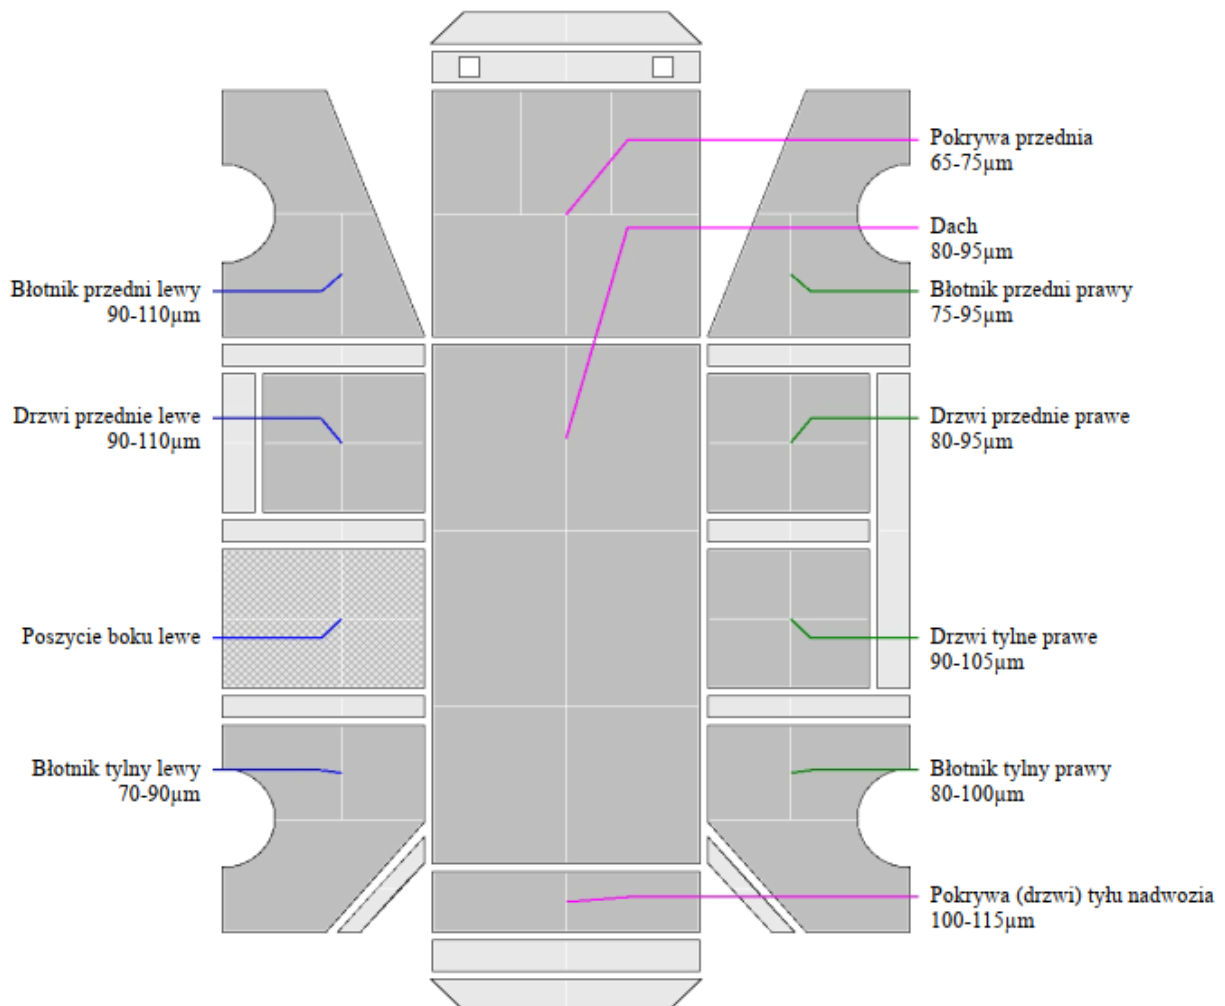 Pokrywa przednia
65-75µm
Dach
80-95µm
Błotnik przedni lewy
90-110µm
Błotnik przedni prawy
75-95µm
Drzwi przednie lewe
90-110µm
Drzwi przednie prawe
80-95µm
Poszycie boku lewe
Drzwi tylne prawe
90-105µm
Błotnik tylny lewy
70-90µm
Błotnik tylny prawy
80-100µm
Pokrywa (drzwi) tyłu nadwozia
100-115µm